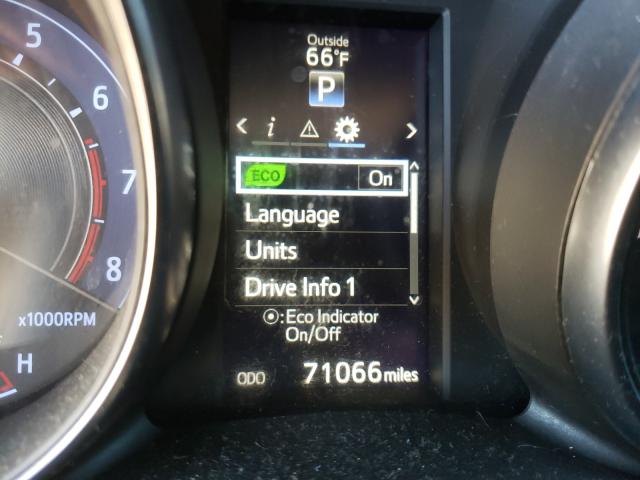 Outside
66°F
P
5
6
7
8
x1000RPM
H
i
ECO On
Language
Units
Drive Info 1
:Eco Indicator
On/Off
ODO 71066 miles